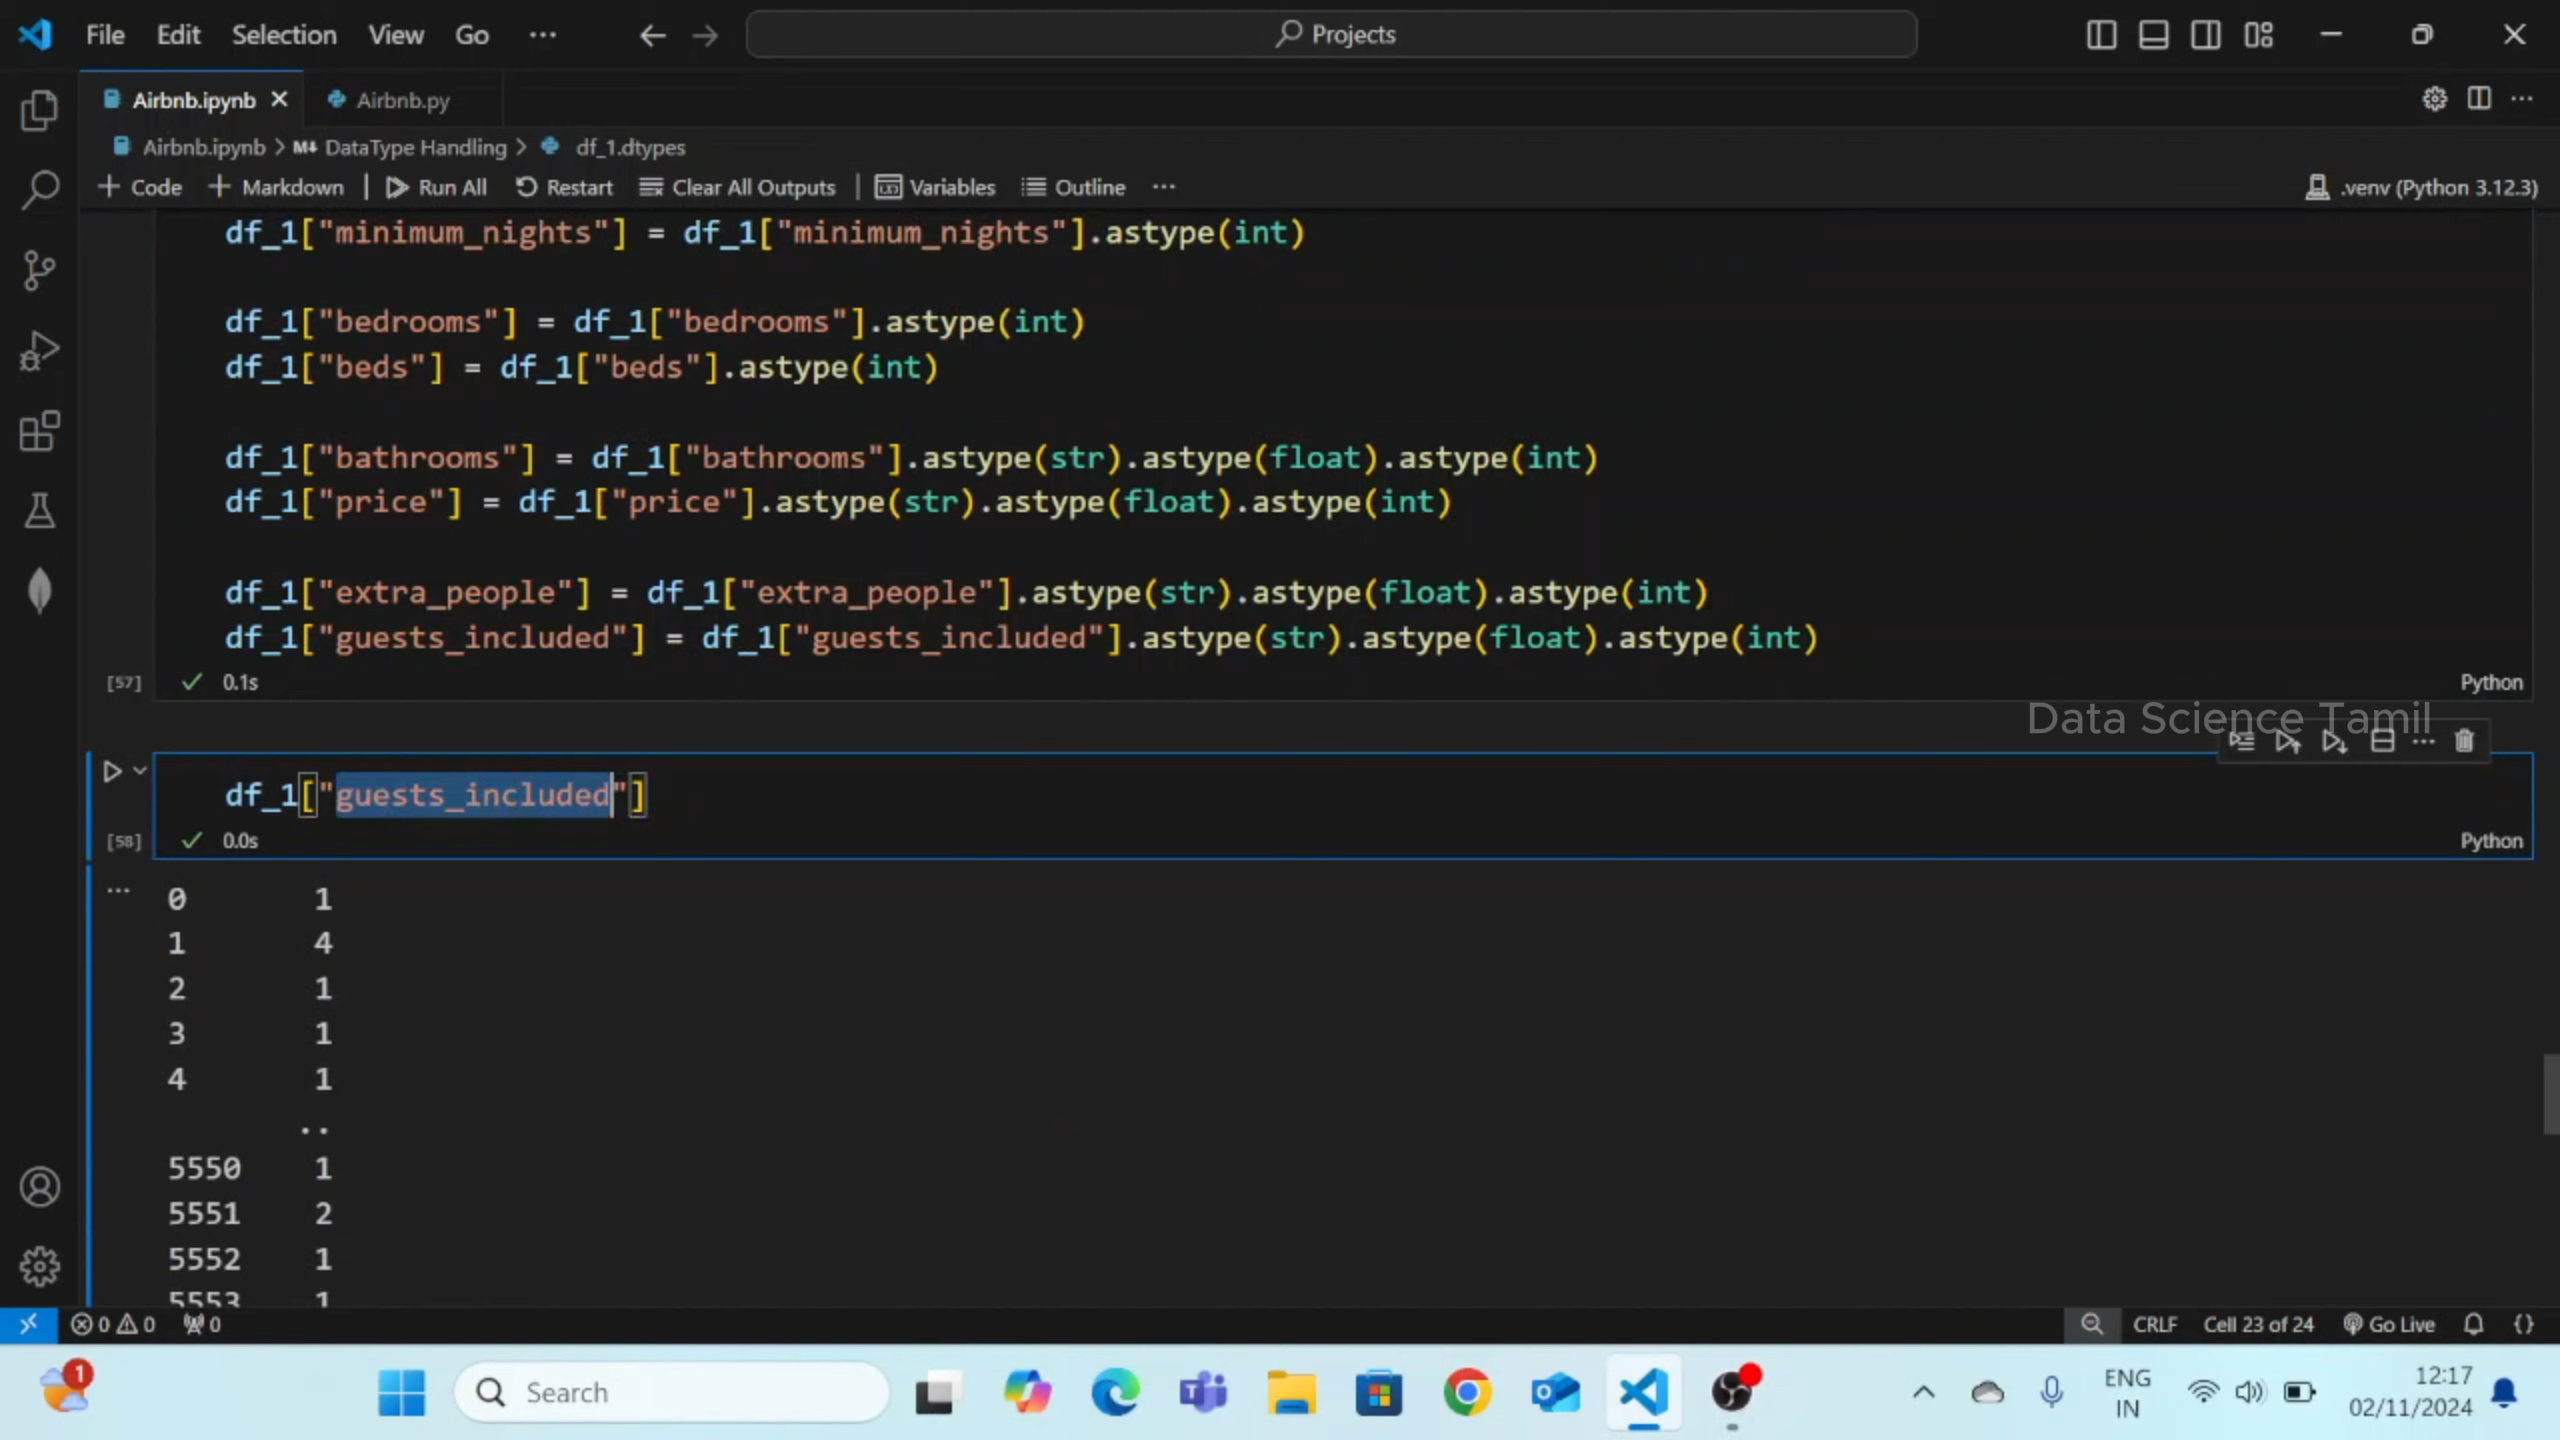 File Edit Selection View Go ... Projects
Airbnb.ipynb Airbnb.py
Airbnb.ipynb > M↓ DataType Handling > df_1.dtypes
+ Code + Markdown | Run All Restart Clear All Outputs | Variables Outline ... .venv (Python 3.12.3)
df_1["minimum_nights"] = df_1["minimum_nights"].astype(int)
df_1["bedrooms"] = df_1["bedrooms"].astype(int)
df_1["beds"] = df_1["beds"].astype(int)
df_1["bathrooms"] = df_1["bathrooms"].astype(str).astype(float).astype(int)
df_1["price"] = df_1["price"].astype(str).astype(float).astype(int)
df_1["extra_people"] = df_1["extra_people"].astype(str).astype(float).astype(int)
df_1["guests_included"] = df_1["guests_included"].astype(str).astype(float).astype(int)
[57] ✓ 0.1s Python
Data Science Tamil
df_1["guests_included"]
[58] ✓ 0.0s Python
... 0 1
1 4
2 1
3 1
4 1
..
5550 1
5551 2
5552 1
5553 1
0 0 0 CRLF Cell 23 of 24 Go Live {}
1 Search ENG 12:17
IN 02/11/2024